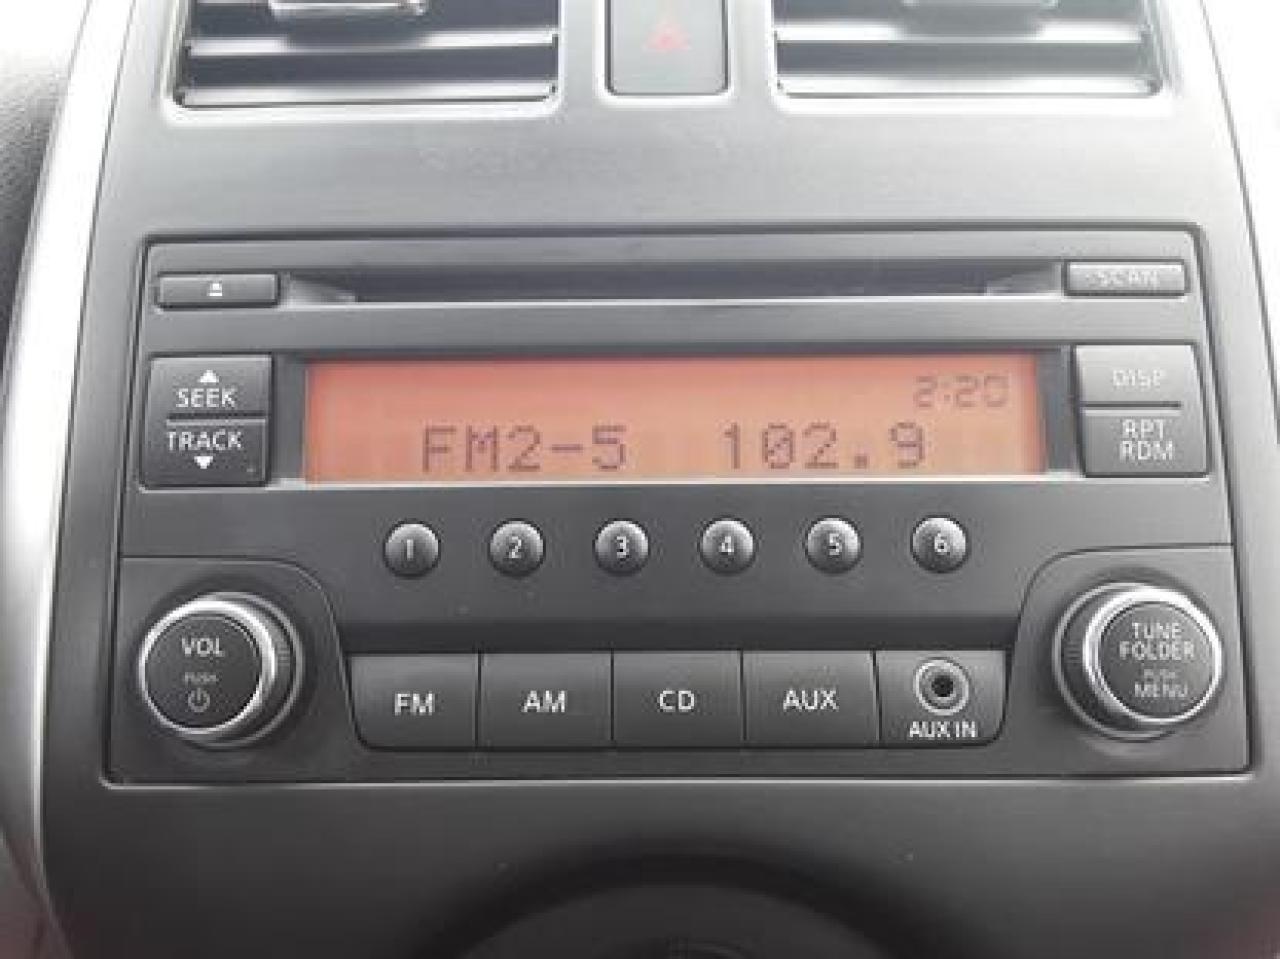 SCAN
SEEK
TRACK
2:20
FM2-5 102.9
DISP
RPT
RDM
1 2 3 4 5 6
VOL
PUSH
FM AM CD AUX
AUX IN
TUNE
FOLDER
PUSH
MENU